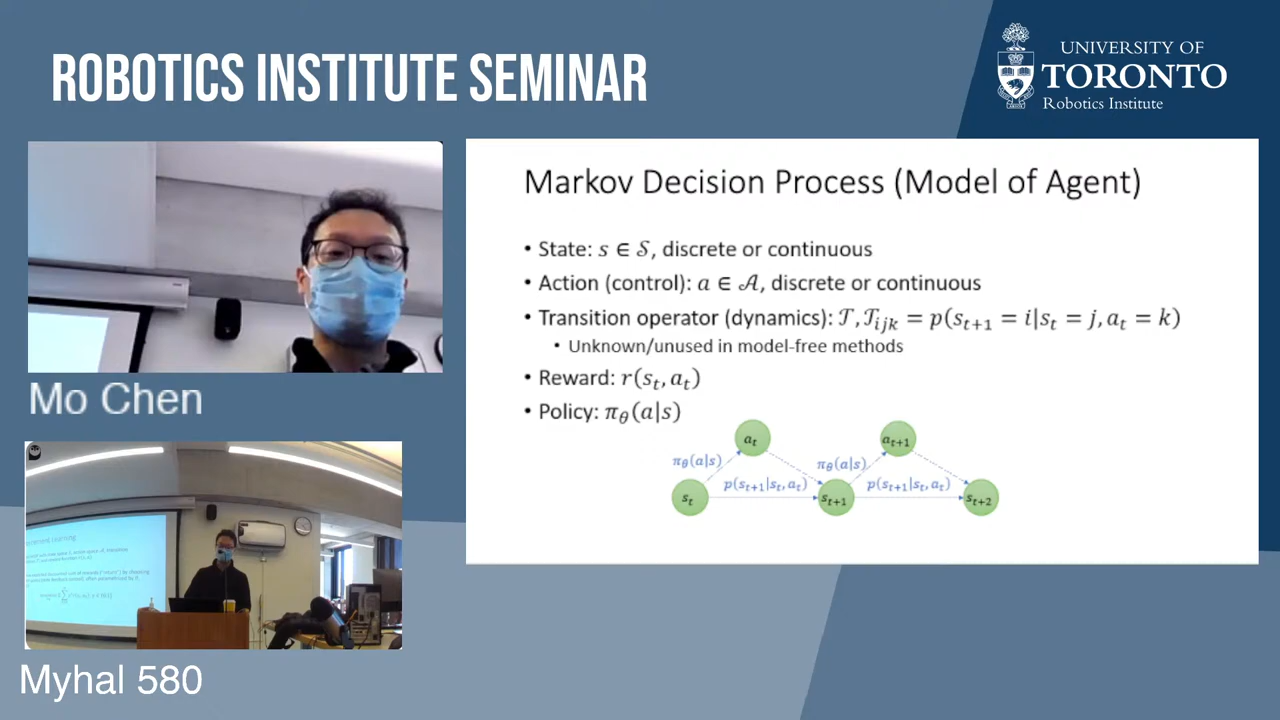 ROBOTICS INSTITUTE SEMINAR
UNIVERSITY OF
TORONTO
Robotics Institute
Markov Decision Process (Model of Agent)
• State: s ∈ 𝒮, discrete or continuous
• Action (control): a ∈ 𝒜, discrete or continuous
• Transition operator (dynamics): 𝒯, 𝒯ᵢⱼₖ = p(sₜ₊₁ = i|sₜ = j, aₜ = k)
• Unknown/unused in model-free methods
• Reward: r(sₜ, aₜ)
• Policy: π_θ(a|s)
aₜ
aₜ₊₁
π_θ(a|s)
π_θ(a|s)
p(sₜ₊₁|sₜ, aₜ)
p(sₜ₊₁|sₜ, aₜ)
sₜ
sₜ₊₁
sₜ₊₂
Mo Chen
Myhal 580